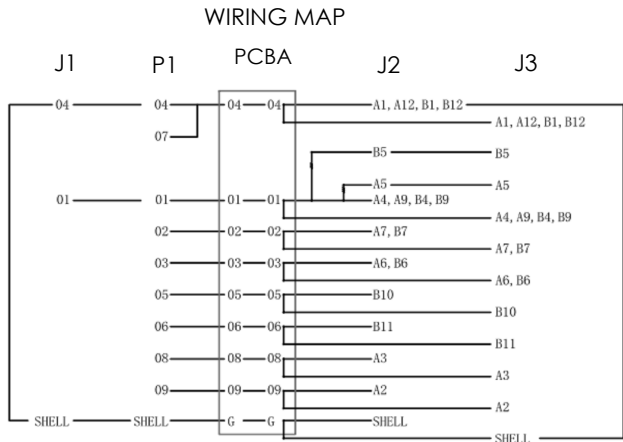 WIRING MAP
J1 P1 PCBA J2 J3
04 04 04 04 A1, A12, B1, B12
A1, A12, B1, B12
07
B5 B5
A5 A5
01 01 01 01 A4, A9, B4, B9
A4, A9, B4, B9
02 02 02 A7, B7
A7, B7
03 03 03 A6, B6
A6, B6
05 05 05 B10
B10
06 06 06 B11
B11
08 08 08 A3
A3
09 09 09 A2
A2
SHELL SHELL G G SHELL
SHELL